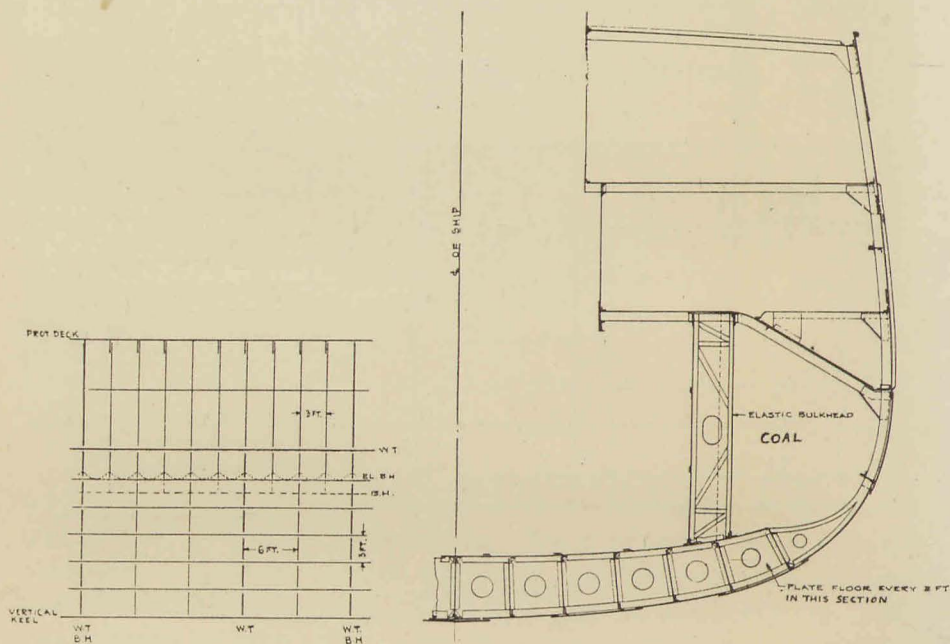 PROT. DECK
3 FT.
W.T.
EL. B.H.
B.H.
6 FT.
3 FT.
VERTICAL
KEEL
W.T.
B.H.
W.T.
W.T.
B.H.
℄ OF SHIP
ELASTIC BULKHEAD
COAL
PLATE FLOOR EVERY 3 FT
IN THIS SECTION